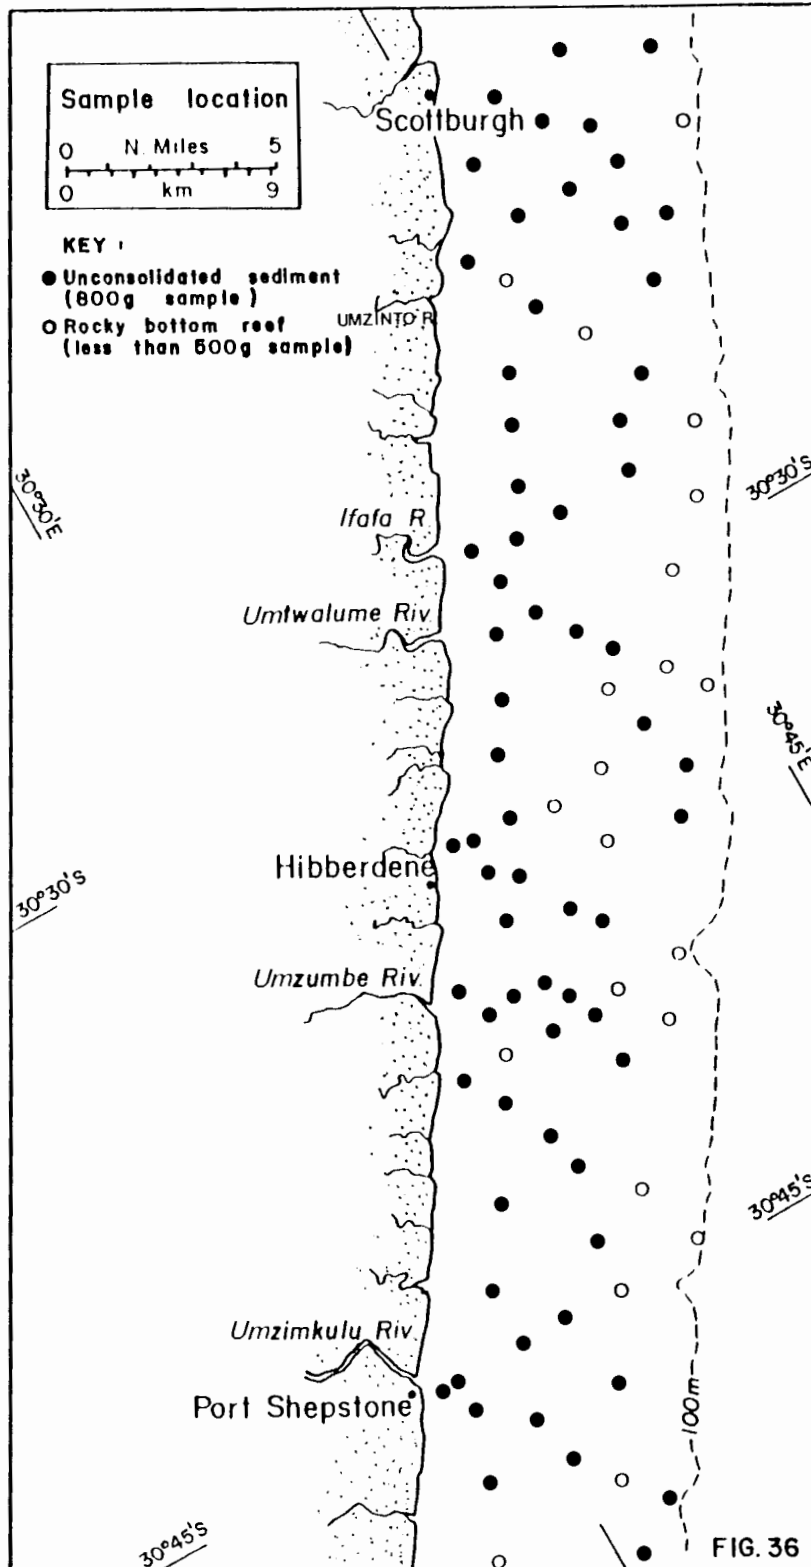 Sample location
0 N. Miles 5
0 km 9
KEY :
Unconsolidated sediment
(800g sample)
Rocky bottom reef
(less than 500g sample)
Scottburgh
UMZINTO R
30°30'E
30°30'S
Ifafa R
Umtwalume Riv
30°45'E
Hibberdene
30°30'S
Umzumbe Riv.
30°45'S
Umzimkulu Riv
Port Shepstone
100m
30°45'S
FIG. 36